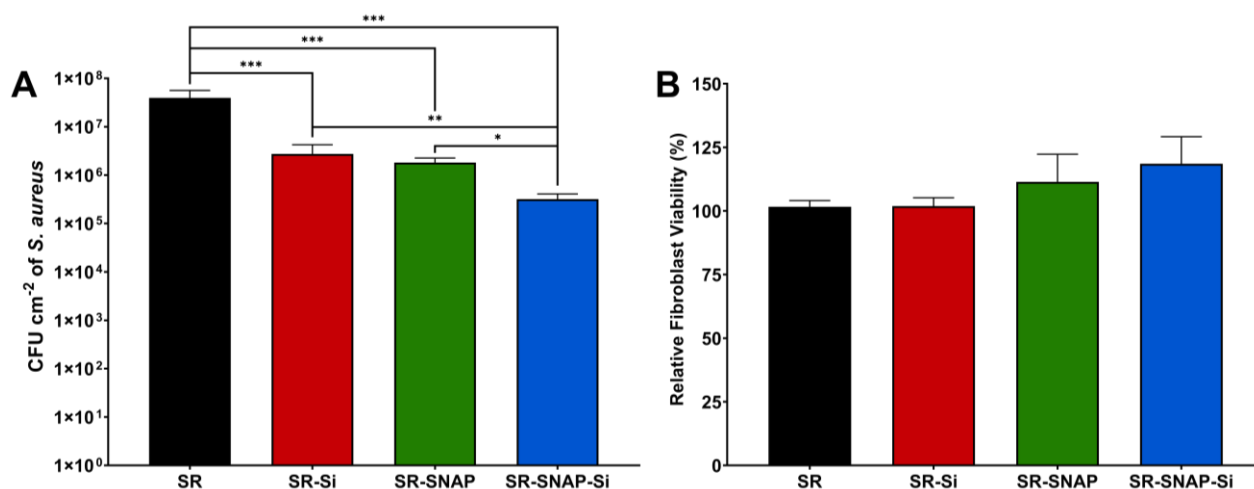 A
***
***
***
**
*
CFU cm⁻² of S. aureus
1×10⁸
1×10⁷
1×10⁶
1×10⁵
1×10⁴
1×10³
1×10²
1×10¹
1×10⁰
SR
SR-Si
SR-SNAP
SR-SNAP-Si
B
Relative Fibroblast Viability (%)
150
125
100
75
50
25
0
SR
SR-Si
SR-SNAP
SR-SNAP-Si